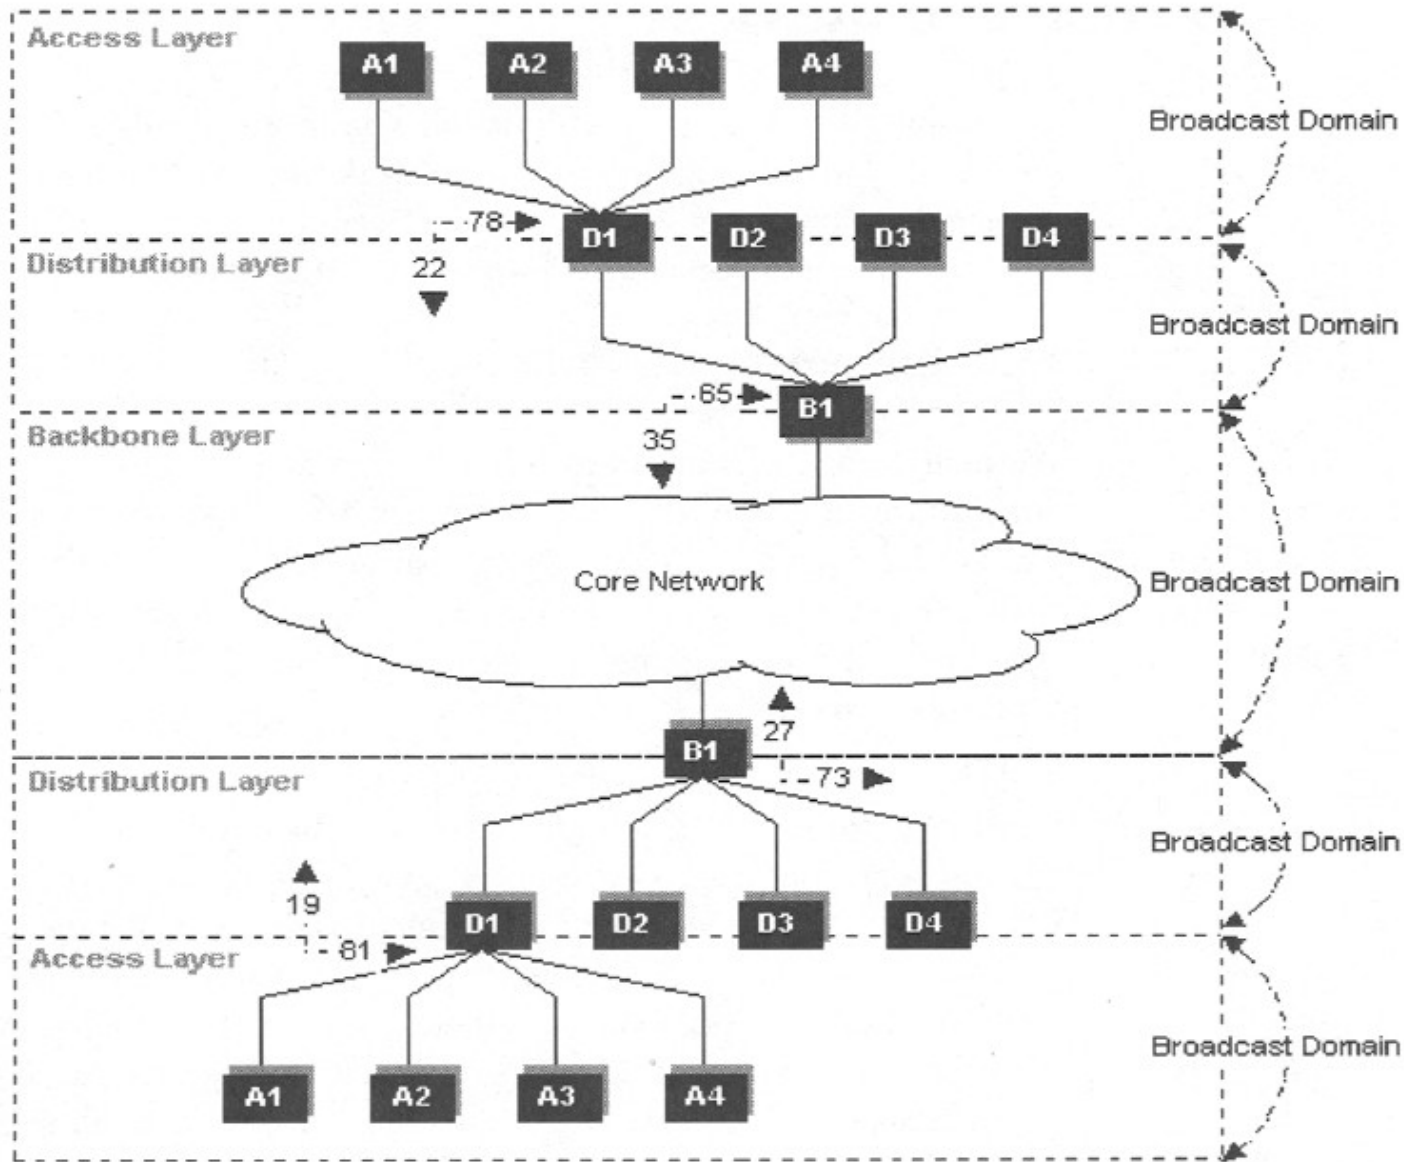 Access Layer
A1 A2 A3 A4
Broadcast Domain
78
D1 D2 D3 D4
Distribution Layer
22
Broadcast Domain
65
B1
Backbone Layer
35
Core Network
Broadcast Domain
27
B1
73
Distribution Layer
Broadcast Domain
19
D1 D2 D3 D4
81
Access Layer
Broadcast Domain
A1 A2 A3 A4